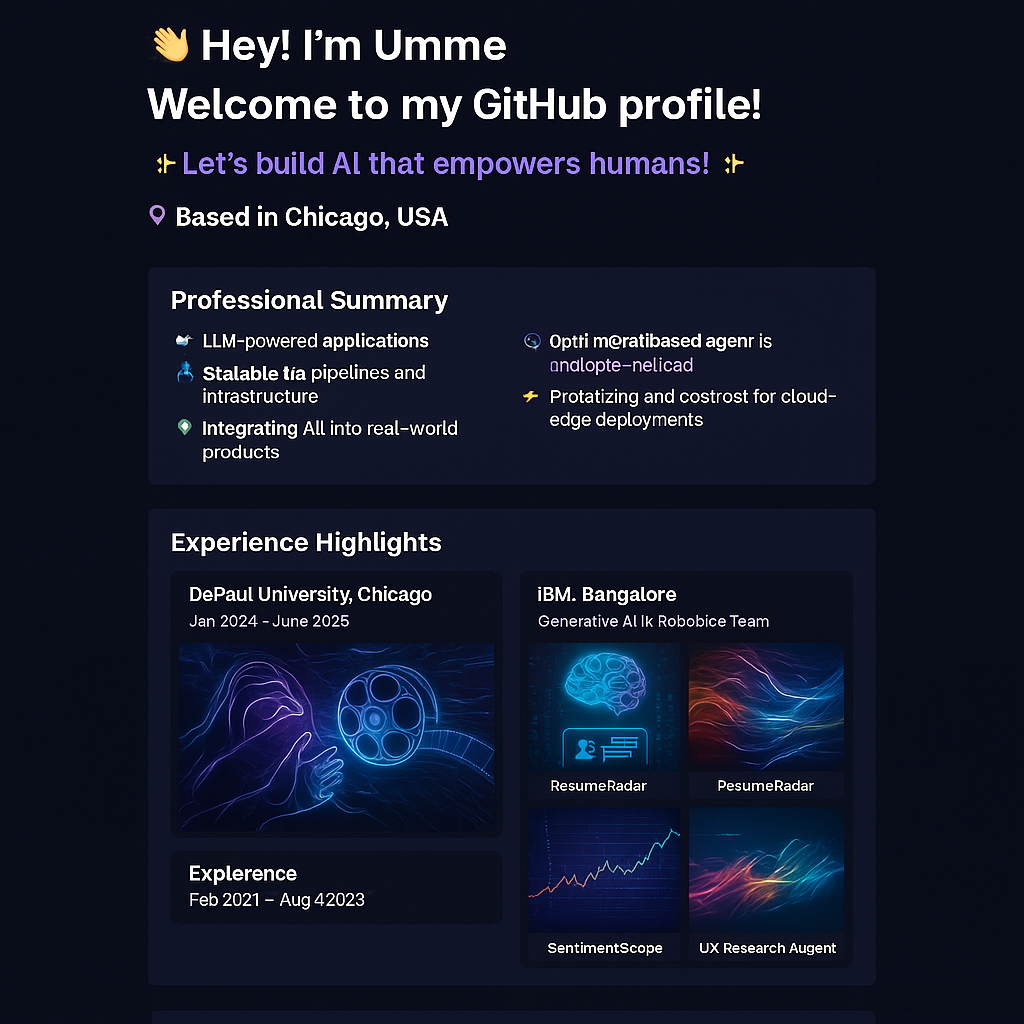 👋 Hey! I'm Umme
Welcome to my GitHub profile!
✨ Let's build AI that empowers humans! ✨
Based in Chicago, USA
Professional Summary
LLM-powered applications
Stalable tía pipelines and
intrastructure
Integrating All into real-world
products
Optfi m@ratibased agenr is
andlopte-nelicad
Protatizing and costrost for cloud-
edge deployments
Experience Highlights
DePaul University, Chicago
Jan 2024 - June 2025
Explerence
Feb 2021 – Aug 42023
iBM. Bangalore
Generative AI Ik Robobice Team
ResumeRadar
PesumeRadar
SentimentScope
UX Research Augent